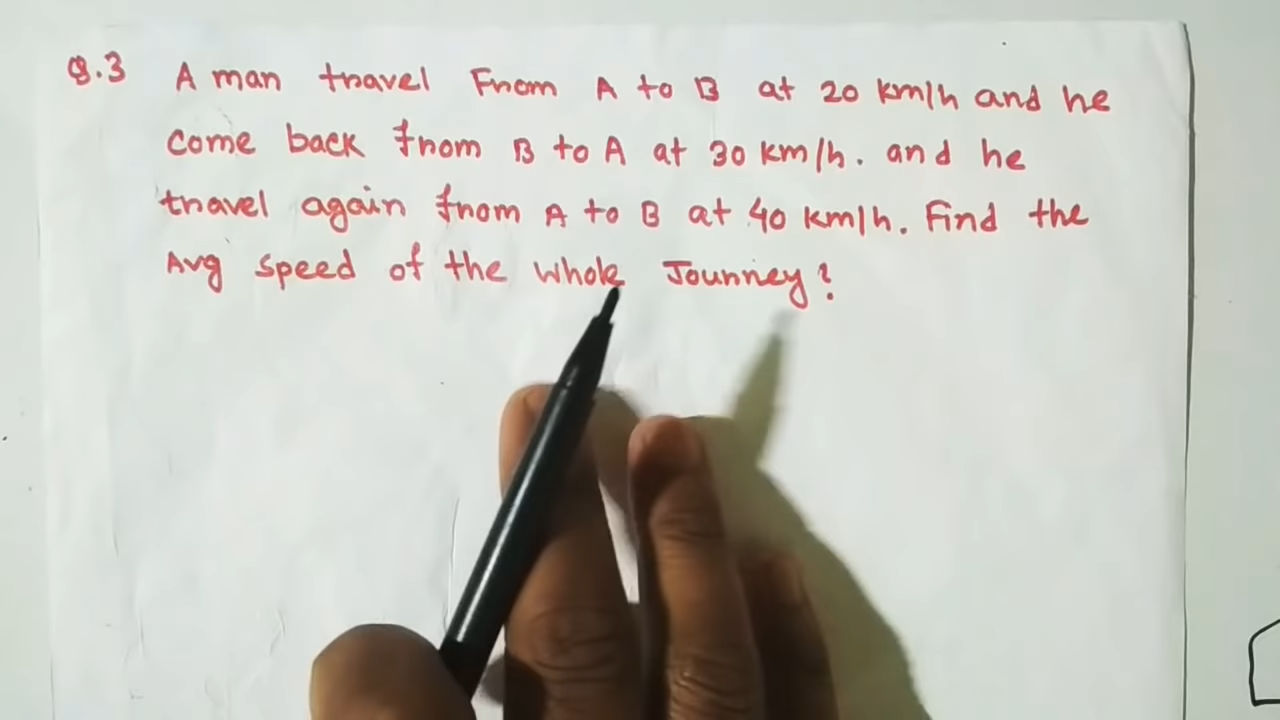 Q.3 A man travel From A to B at 20 km/h and he
come back from B to A at 30 km/h. and he
travel again from A to B at 40 km/h. Find the
Avg speed of the whole Journey?